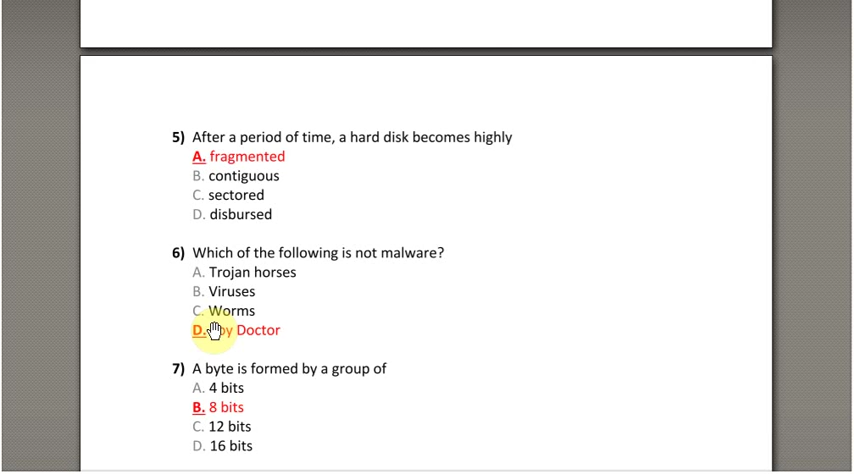 5) After a period of time, a hard disk becomes highly
A. fragmented
B. contiguous
C. sectored
D. disbursed
6) Which of the following is not malware?
A. Trojan horses
B. Viruses
C. Worms
D. Doctor
7) A byte is formed by a group of
A. 4 bits
B. 8 bits
C. 12 bits
D. 16 bits